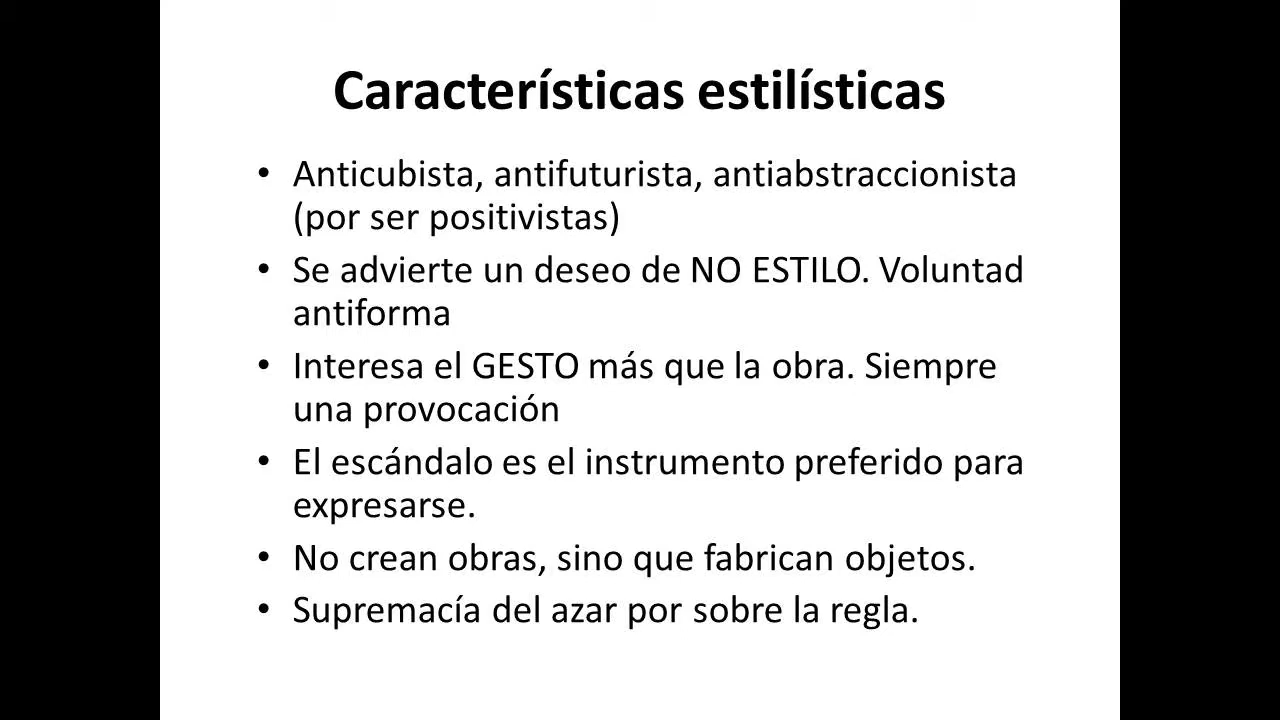 Características estilísticas
• Anticubista, antifuturista, antiabstraccionista
(por ser positivistas)
• Se advierte un deseo de NO ESTILO. Voluntad
antiforma
• Interesa el GESTO más que la obra. Siempre
una provocación
• El escándalo es el instrumento preferido para
expresarse.
• No crean obras, sino que fabrican objetos.
• Supremacía del azar por sobre la regla.